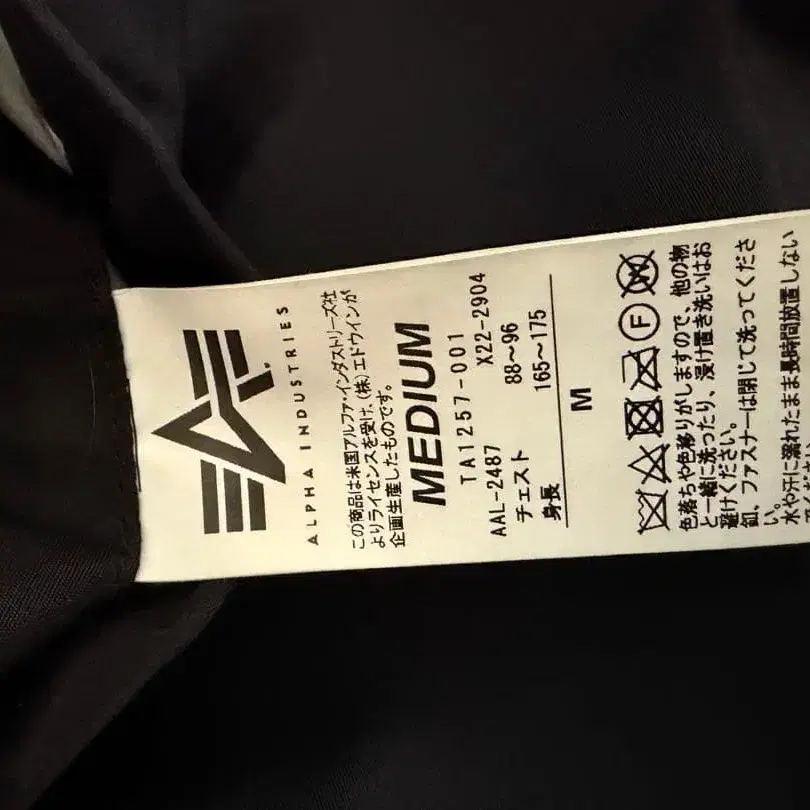 ALPHA INDUSTRIES
この商品は米国アルファ・インダストリーズ社
よりライセンスを受け、(株)エドウインが
企画生産したものです。
MEDIUM
TA1257-001
AAL-2487 X22-2904
チェスト 88~96
身長 165~175
M
F W
色落ちや色移りがしますので、他の物
と一緒に洗ったり、浸け置き洗いはお
避けください。
釦、ファスナーは閉じて洗ってくださ
い。
水や汗に濡れたまま長時間放置しない